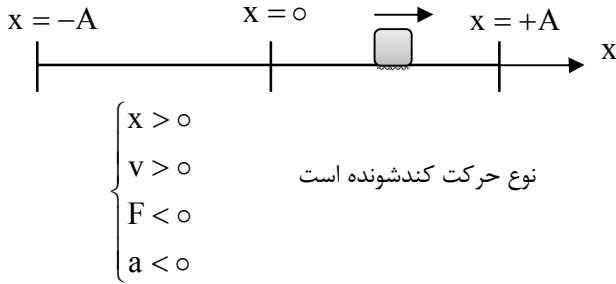 x = −A
x = ○
x = +A
x
x > ○
v > ○
نوع حرکت کندشونده است
F < ○
a < ○